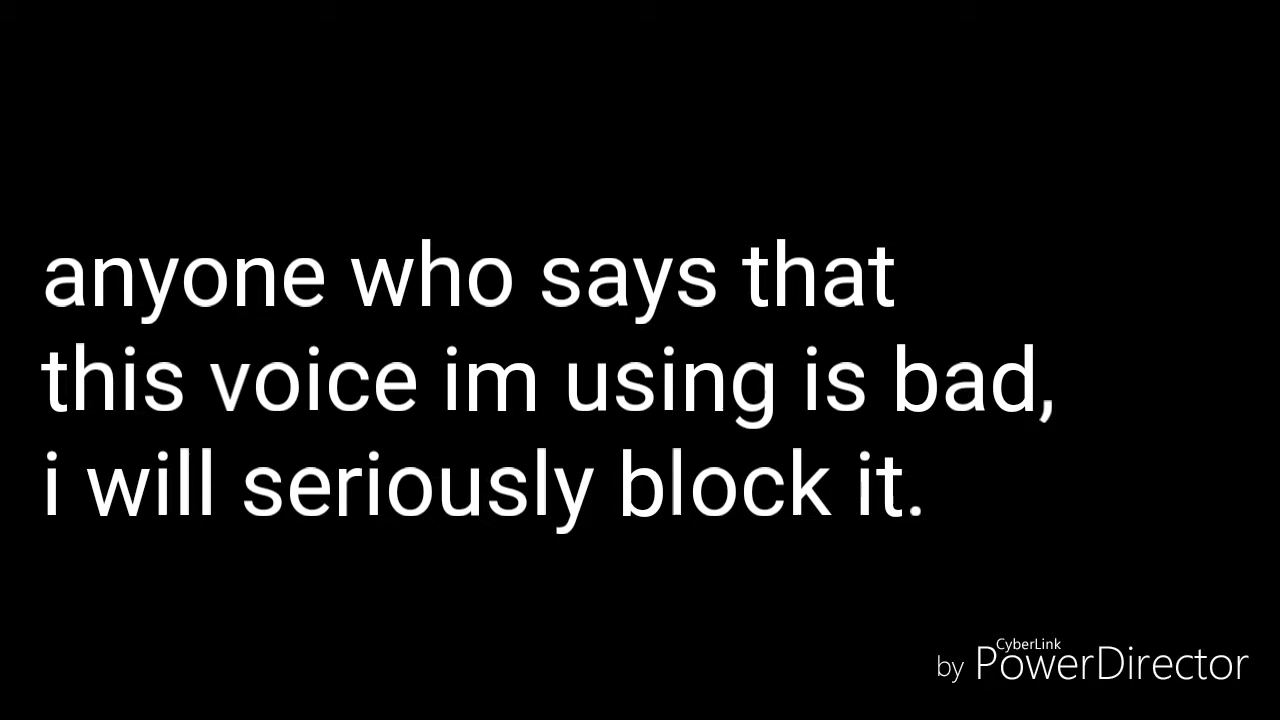 anyone who says that
this voice im using is bad,
i will seriously block it.
CyberLink
by PowerDirector